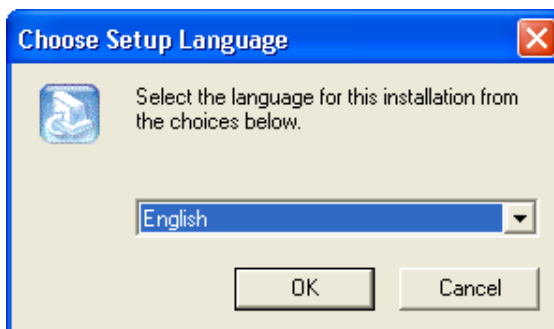 Choose Setup Language
Select the language for this installation from
the choices below.
English
OK
Cancel